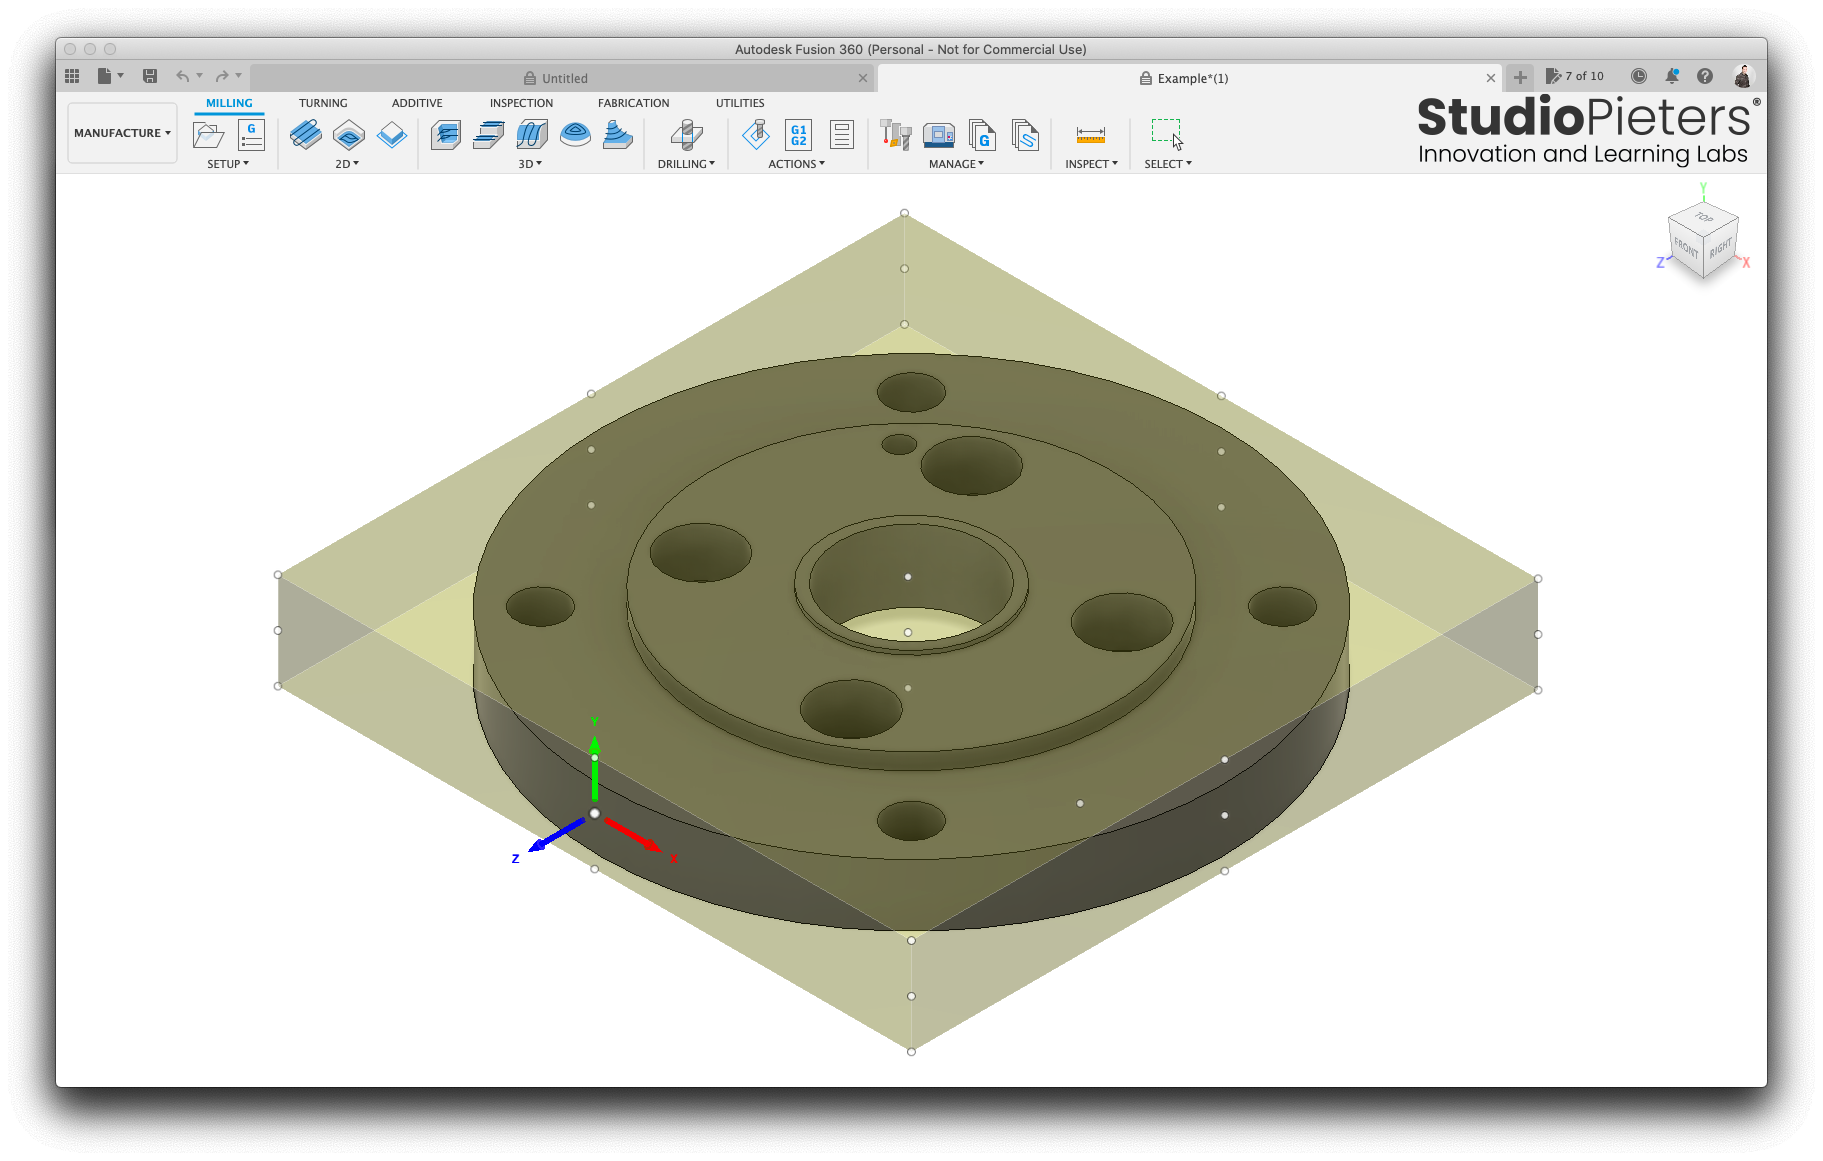 Autodesk Fusion 360 (Personal - Not for Commercial Use)
Untitled
Example*(1)
7 of 10
MILLING TURNING ADDITIVE INSPECTION FABRICATION UTILITIES
StudioPieters®
Innovation and Learning Labs
MANUFACTURE
G
G1
G2
G
SETUP 2D 3D DRILLING ACTIONS MANAGE INSPECT SELECT
Y
TOP
FRONT
RIGHT
Z
X
Y
Z
X